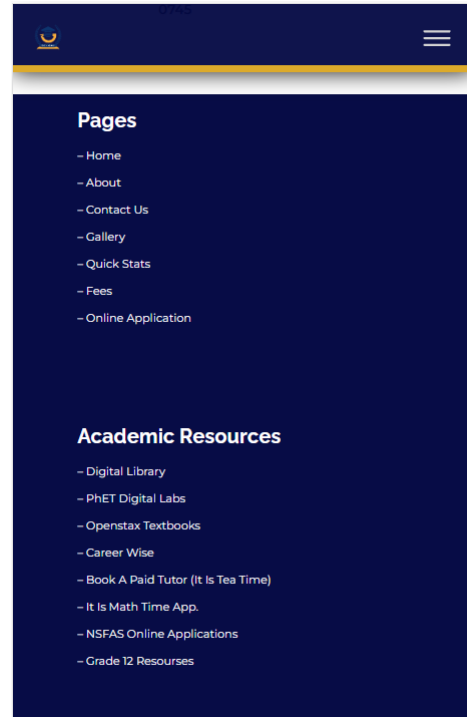 0745
Pages
– Home
– About
– Contact Us
– Gallery
– Quick Stats
– Fees
– Online Application
Academic Resources
– Digital Library
– PhET Digital Labs
– Openstax Textbooks
– Career Wise
– Book A Paid Tutor (It Is Tea Time)
– It Is Math Time App.
– NSFAS Online Applications
– Grade 12 Resourses